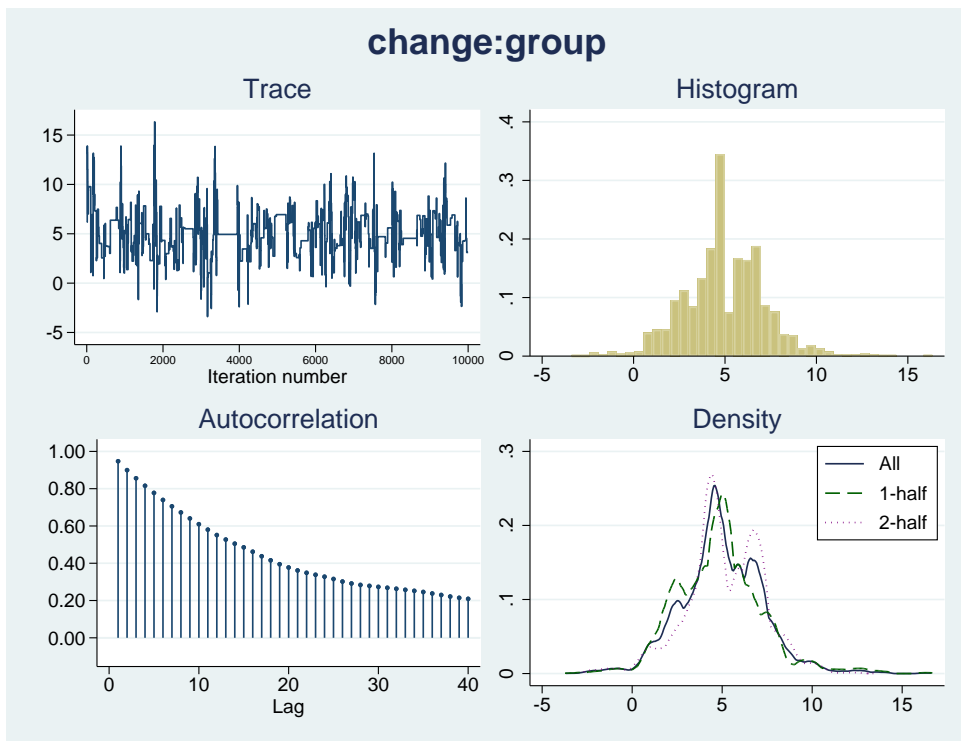 change:group
Trace
15
10
5
0
-5
0 2000 4000 6000 8000 10000
Iteration number
Histogram
.4
.3
.2
.1
0
-5 0 5 10 15
Autocorrelation
1.00
0.80
0.60
0.40
0.20
0.00
0 10 20 30 40
Lag
Density
.3
.2
.1
0
-5 0 5 10 15
All
1-half
2-half